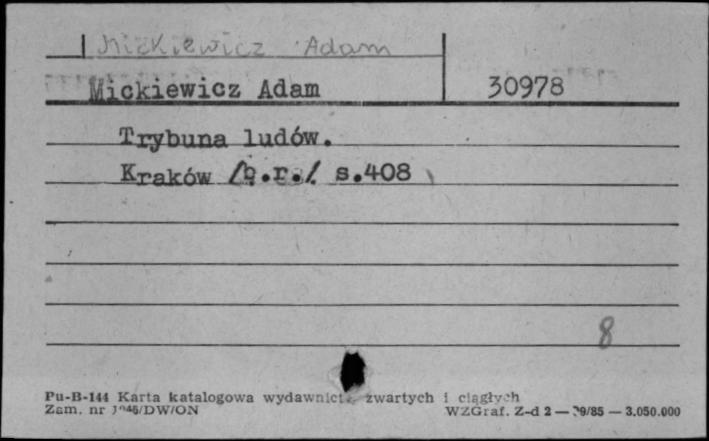 Mickiewicz Adam
Mickiewicz Adam 30978
Trybuna ludów.
Kraków /b.r./ s.408
8
Pu-B-144 Karta katalogowa wydawnict zwartych i ciągłych
Zam. nr /DW/ON WZGraf. Z-d 2 — /85 — 3.050.000